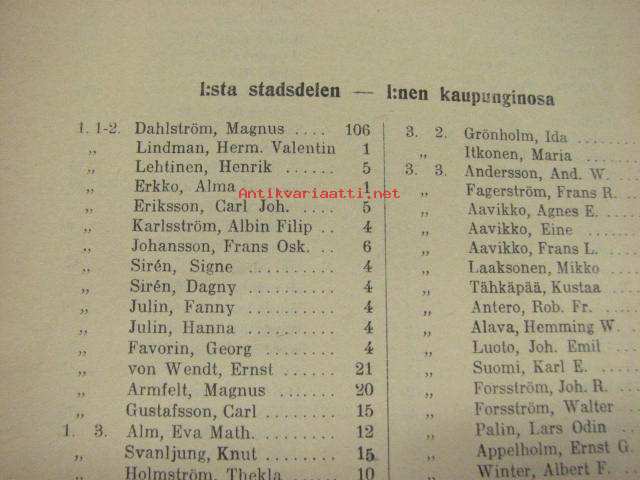 I:sta stadsdelen — I:nen kaupunginosa
1. 1-2. Dahlström, Magnus .... 106
„ Lindman, Herm. Valentin 1
„ Lehtinen, Henrik ...... 5
„ Erkko, Alma 1
„ Eriksson, Carl Joh. .... 5
„ Karlsström, Albin Filip .. 4
„ Johansson, Frans Osk. .. 6
„ Sirén, Signe ......... 4
„ Sirén, Dagny ........ 4
„ Julin, Fanny ......... 4
„ Julin, Hanna ......... 4
„ Favorin, Georg ....... 4
„ von Wendt, Ernst ..... 21
„ Armfelt, Magnus ..... 20
„ Gustafsson, Carl ...... 15
1. 3. Alm, Eva Math. ....... 12
„ Svanljung, Knut ...... 15
Holmström, Thekla .... 10
3. 2. Grönholm, Ida
„ Itkonen, Maria
3. 3. Andersson, And. W.
„ Fagerström, Frans R.
„ Aavikko, Agnes E.
„ Aavikko, Eine
„ Aavikko, Frans L.
„ Laaksonen, Mikko
„ Tähkäpää, Kustaa
„ Antero, Rob. Fr.
„ Alava, Hemming W.
„ Luoto, Joh. Emil
„ Suomi, Karl E.
„ Forsström, Joh. R.
„ Forsström, Walter
„ Palin, Lars Odin
„ Appelholm, Ernst G.
„ Winter, Albert F.
Antikvariaatti.net